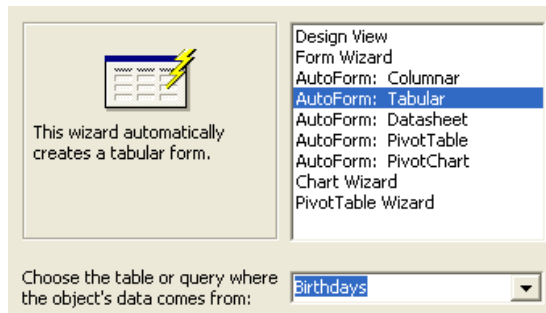 This wizard automatically
creates a tabular form.
Design View
Form Wizard
AutoForm: Columnar
AutoForm: Tabular
AutoForm: Datasheet
AutoForm: PivotTable
AutoForm: PivotChart
Chart Wizard
PivotTable Wizard
Choose the table or query where
the object's data comes from:
Birthdays